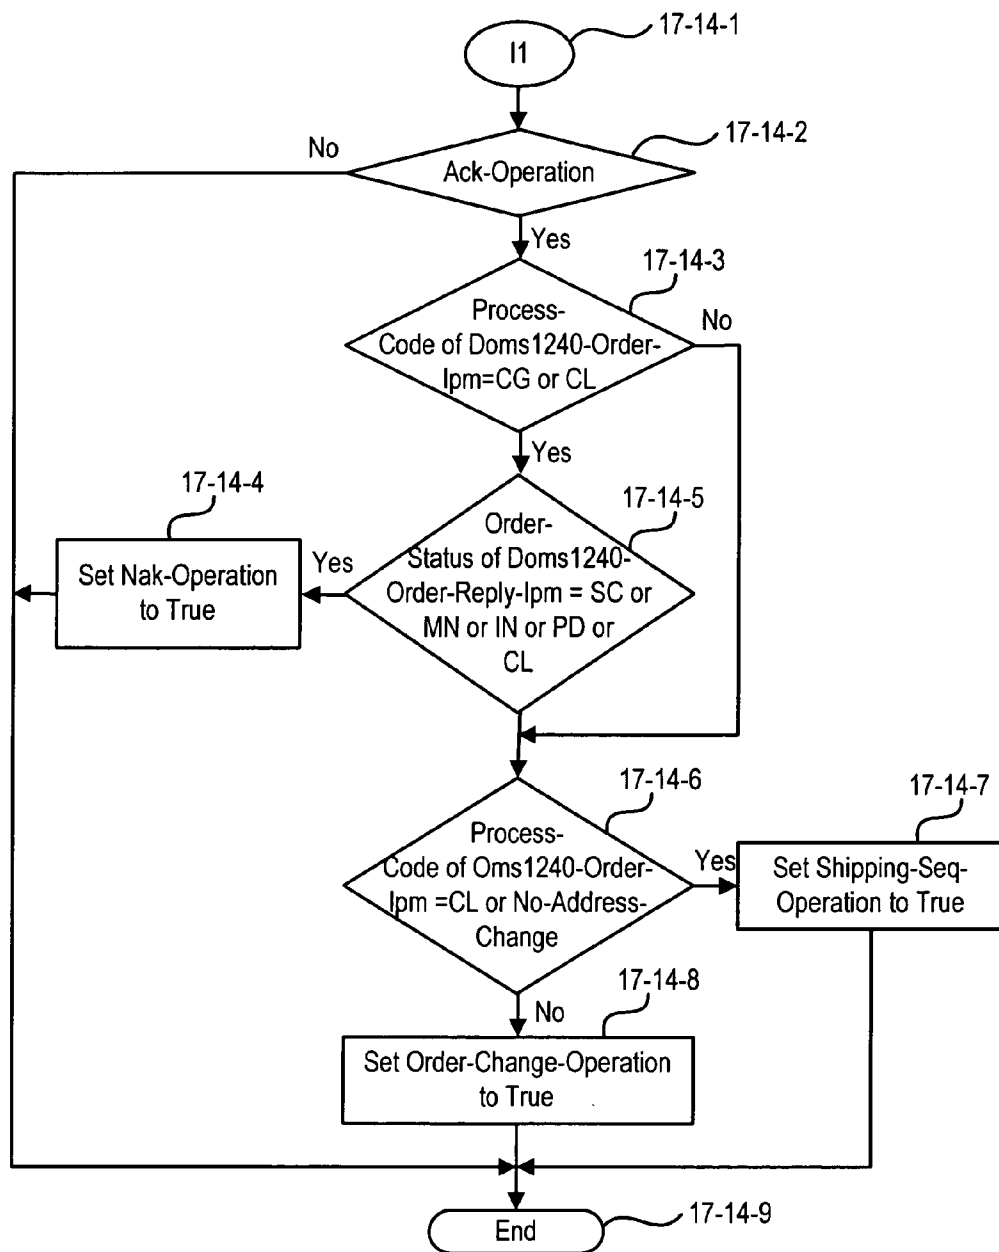 17-14-1
I1
No
17-14-2
Ack-Operation
Yes
17-14-3
Process-
Code of Doms1240-Order-
Ipm=CG or CL
No
Yes
17-14-4
17-14-5
Set Nak-Operation
to True
Yes
Order-
Status of Doms1240-
Order-Reply-Ipm = SC or
MN or IN or PD or
CL
17-14-6
17-14-7
Process-
Code of Oms1240-Order-
Ipm =CL or No-Address-
Change
Yes
Set Shipping-Seq-
Operation to True
No
17-14-8
Set Order-Change-Operation
to True
End
17-14-9